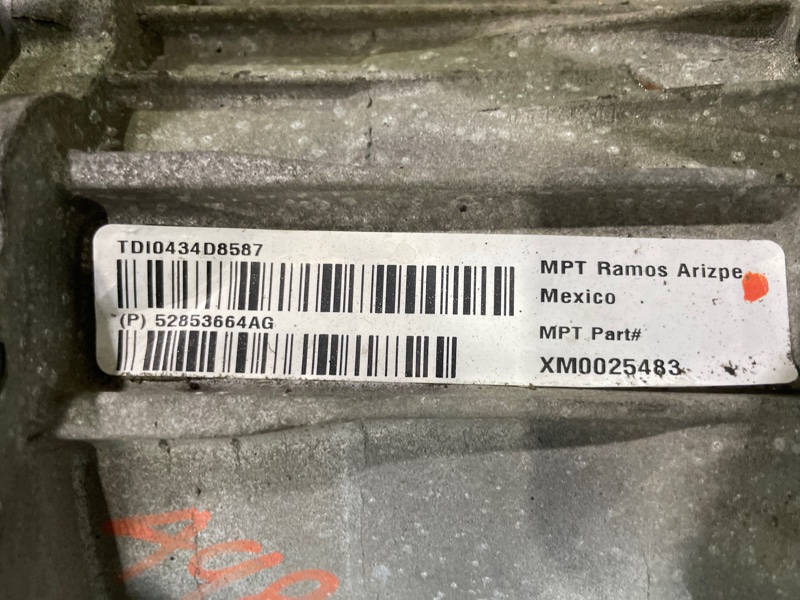 TDI0434D8587
MPT Ramos Arizpe
Mexico
(P) 52853664AG
MPT Part#
XM0025483